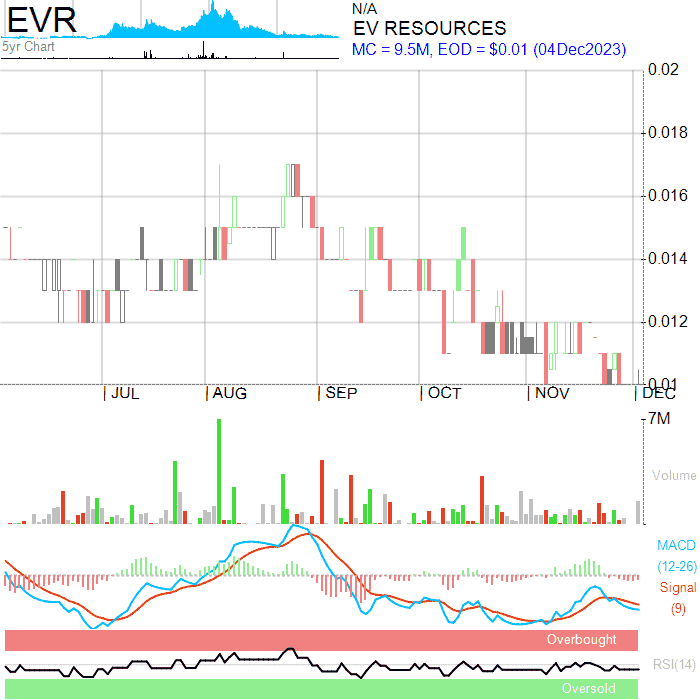 EVR
N/A
EV RESOURCES
5yr Chart
MC = 9.5M, EOD = $0.01 (04Dec2023)
0.02
0.018
0.016
0.014
0.012
0.01
JUL AUG SEP OCT NOV DEC
7M
Volume
MACD
(12-26)
Signal
(9)
Overbought
RSI(14)
Oversold